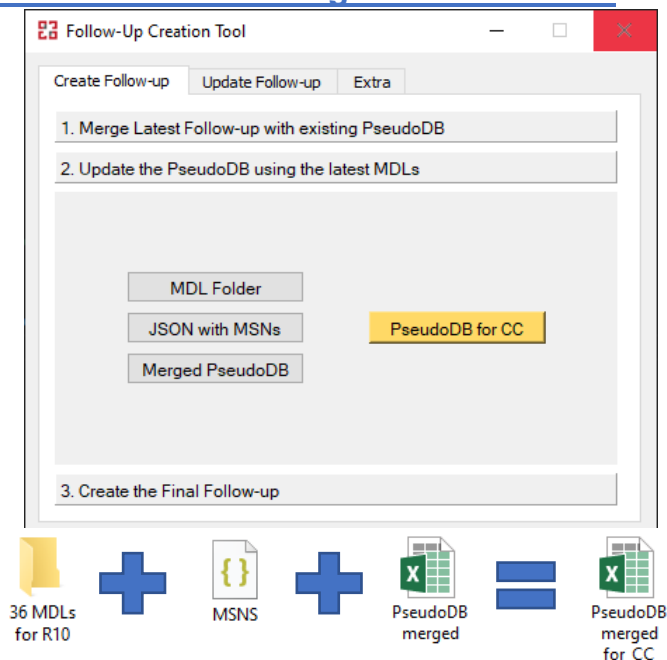 Follow-Up Creation Tool
Create Follow-up
Update Follow-up
Extra
1. Merge Latest Follow-up with existing PseudoDB
2. Update the PseudoDB using the latest MDLs
MDL Folder
JSON with MSNs
PseudoDB for CC
Merged PseudoDB
3. Create the Final Follow-up
{ }
X
X
36 MDLs
for R10
MSNS
PseudoDB
merged
PseudoDB
merged
for CC